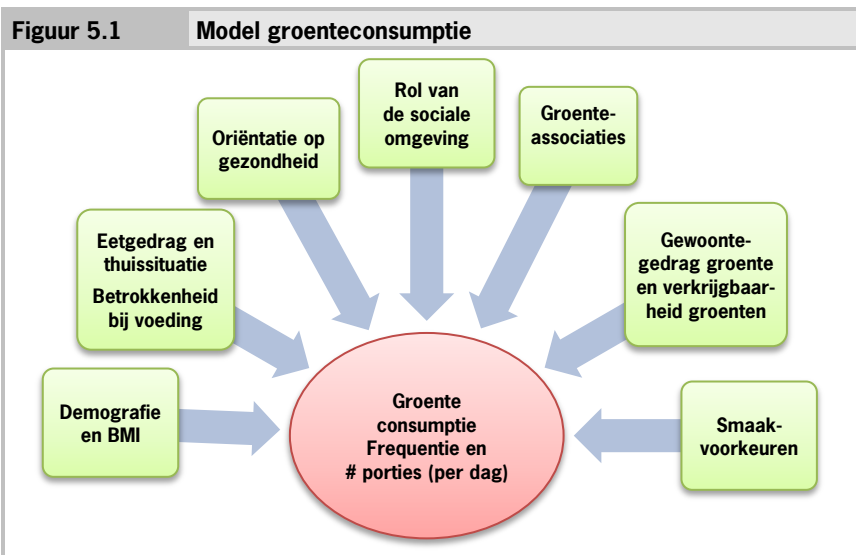 Figuur 5.1 Model groenteconsumptie
Rol van
de sociale
omgeving
Oriëntatie op
gezondheid
Groente-
associaties
Eetgedrag en
thuissituatie
Betrokkenheid
bij voeding
Gewoonte-
gedrag groente
en verkrijgbaar-
heid groenten
Demografie
en BMI
Groente
consumptie
Frequentie en
# porties (per dag)
Smaak-
voorkeuren